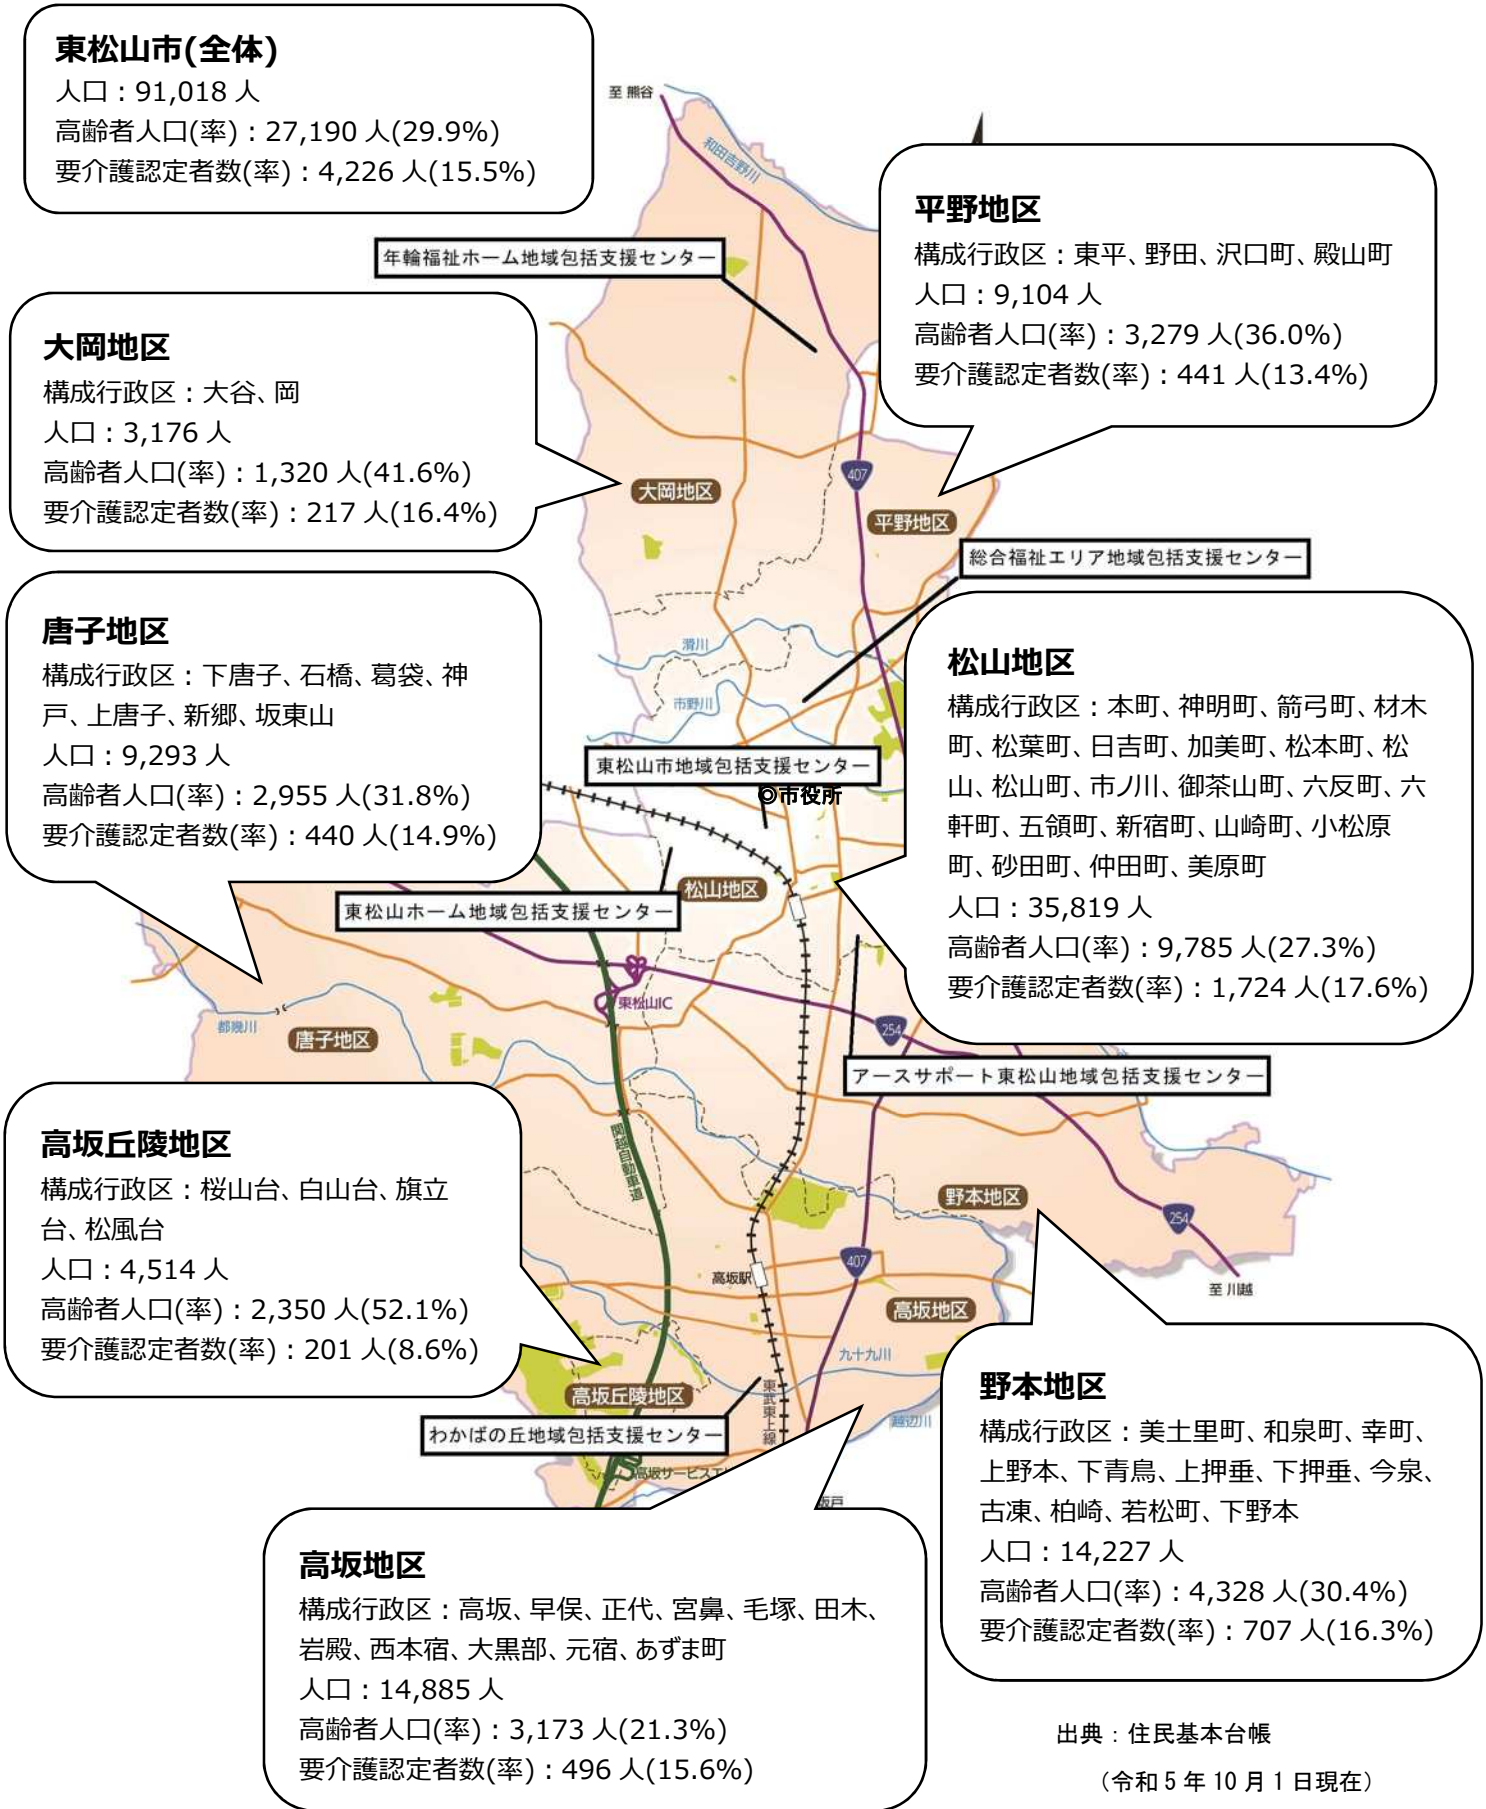 東松山市(全体)
人口：91,018 人
高齢者人口(率)：27,190 人(29.9%)
要介護認定者数(率)：4,226 人(15.5%)
至 熊谷
和田吉野川
平野地区
構成行政区：東平、野田、沢口町、殿山町
人口：9,104 人
高齢者人口(率)：3,279 人(36.0%)
要介護認定者数(率)：441 人(13.4%)
年輪福祉ホーム地域包括支援センター
大岡地区
構成行政区：大谷、岡
人口：3,176 人
高齢者人口(率)：1,320 人(41.6%)
要介護認定者数(率)：217 人(16.4%)
大岡地区
407
平野地区
総合福祉エリア地域包括支援センター
唐子地区
構成行政区：下唐子、石橋、葛袋、神
戸、上唐子、新郷、坂東山
人口：9,293 人
高齢者人口(率)：2,955 人(31.8%)
要介護認定者数(率)：440 人(14.9%)
滑川
市野川
松山地区
構成行政区：本町、神明町、箭弓町、材木
町、松葉町、日吉町、加美町、松本町、松
山、松山町、市ノ川、御茶山町、六反町、六
軒町、五領町、新宿町、山崎町、小松原
町、砂田町、仲田町、美原町
人口：35,819 人
高齢者人口(率)：9,785 人(27.3%)
要介護認定者数(率)：1,724 人(17.6%)
東松山市地域包括支援センター
◎市役所
松山地区
東松山ホーム地域包括支援センター
東松山IC
都幾川
唐子地区
254
アースサポート東松山地域包括支援センター
関越自動車道
高坂丘陵地区
構成行政区：桜山台、白山台、旗立
台、松風台
人口：4,514 人
高齢者人口(率)：2,350 人(52.1%)
要介護認定者数(率)：201 人(8.6%)
野本地区
254
407
高坂駅
至 川越
高坂地区
九十九川
高坂丘陵地区
東武東上線
越辺川
わかばの丘地域包括支援センター
高坂サービスエ
坂戸
野本地区
構成行政区：美土里町、和泉町、幸町、
上野本、下青鳥、上押垂、下押垂、今泉、
古凍、柏崎、若松町、下野本
人口：14,227 人
高齢者人口(率)：4,328 人(30.4%)
要介護認定者数(率)：707 人(16.3%)
高坂地区
構成行政区：高坂、早俣、正代、宮鼻、毛塚、田木、
岩殿、西本宿、大黒部、元宿、あずま町
人口：14,885 人
高齢者人口(率)：3,173 人(21.3%)
要介護認定者数(率)：496 人(15.6%)
出典：住民基本台帳
（令和 5 年 10 月 1 日現在）